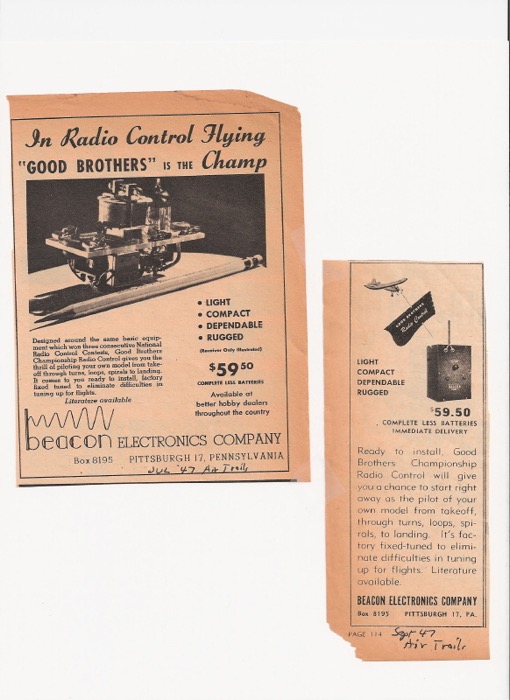 In Radio Control Flying
"GOOD BROTHERS" IS THE Champ
• LIGHT
• COMPACT
• DEPENDABLE
• RUGGED
(Receiver Only Illustrated)
$59 50
COMPLETE LESS BATTERIES
Available at
better hobby dealers
throughout the country
Designed around the same basic equip-
ment which won three consecutive National
Radio Control Contests, Good Brothers
Championship Radio Control gives you the
thrill of piloting your own model from take-
off through turns, loops, spirals to landing.
It comes to you ready to install, factory
fixed tuned to eliminate difficulties in
tuning up for flights.
Literature available
beacon ELECTRONICS COMPANY
Box 8195 PITTSBURGH 17, PENNSYLVANIA
JUL '47 Air Trails
GOOD BROTHERS
Radio Control
LIGHT
COMPACT
DEPENDABLE
RUGGED
$59.50
COMPLETE LESS BATTERIES
IMMEDIATE DELIVERY
Ready to install, Good
Brothers Championship
Radio Control will give
you a chance to start right
away as the pilot of your
own model from takeoff,
through turns, loops, spi-
rals, to landing. It's fac-
tory fixed-tuned to elimi-
nate difficulties in tuning
up for flights. Literature
available.
BEACON ELECTRONICS COMPANY
Box 8195 PITTSBURGH 17, PA.
PAGE 114 Sept 47
Air Trails